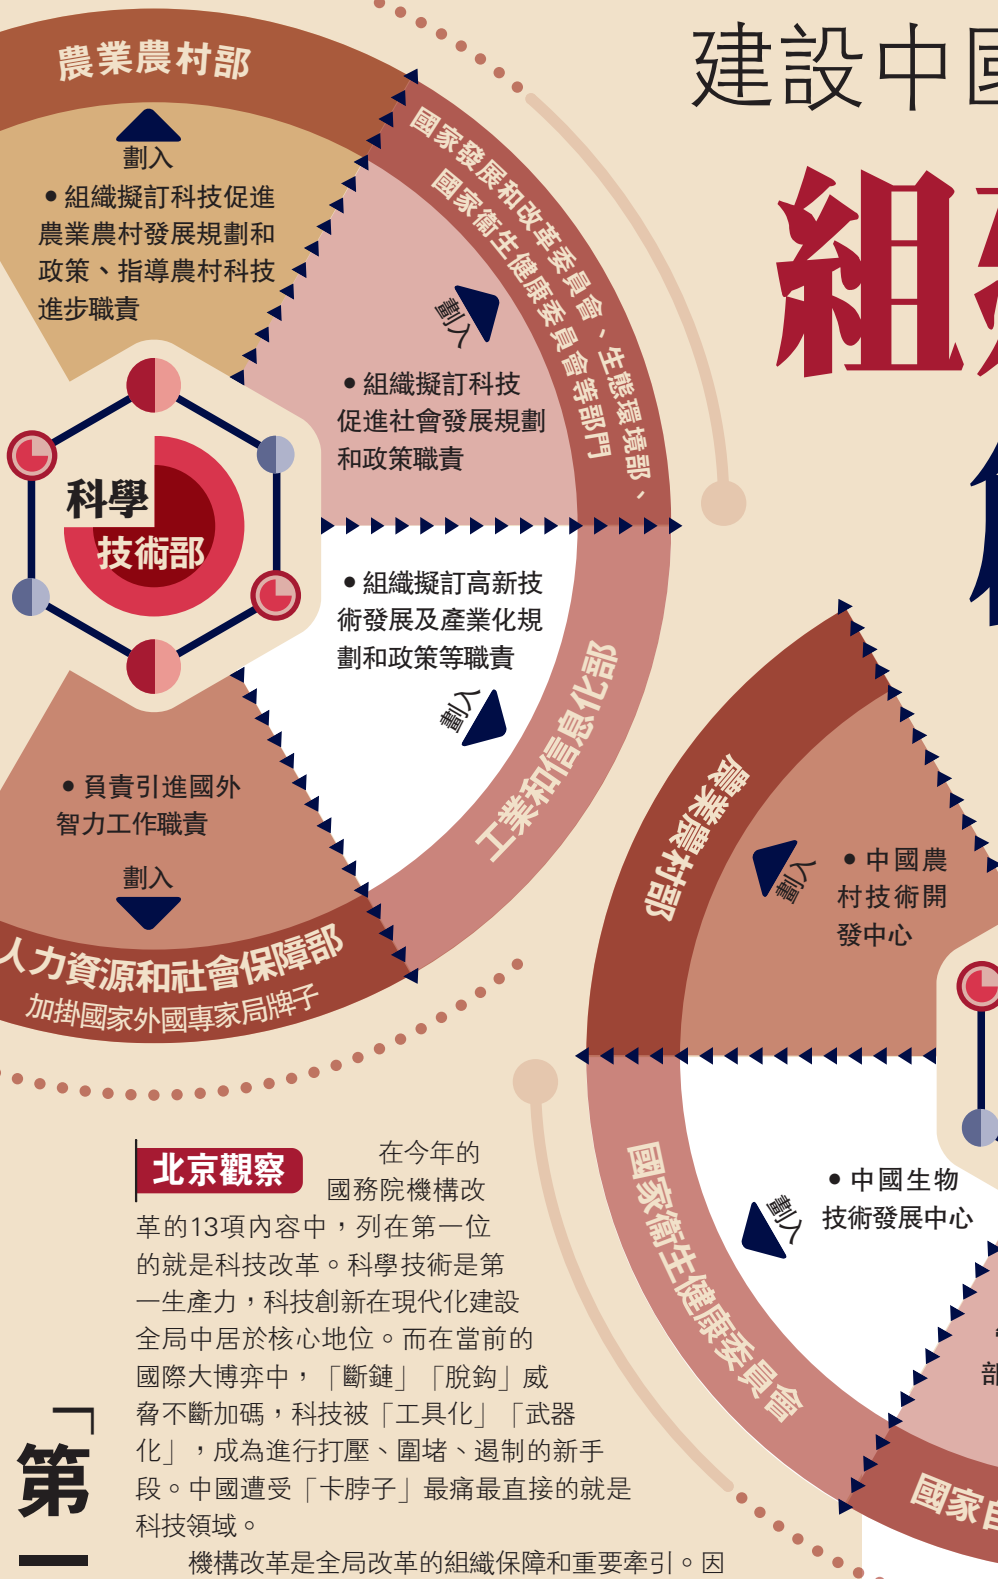 建設中國
組建
農業農村部
劃入
●組織擬訂科技促進
農業農村發展規劃和
政策、指導農村科技
進步職責
國家發展和改革委員會、生態環境部、
國家衞生健康委員會等部門
劃入
●組織擬訂科技
促進社會發展規劃
和政策職責
科學
技術部
●組織擬訂高新技
術發展及產業化規
劃和政策等職責
劃入
工業和信息化部
●負責引進國外
智力工作職責
劃入
人力資源和社會保障部
加掛國家外國專家局牌子
農業農村部
劃入
●中國農
村技術開
發中心
●中國生物
技術發展中心
劃入
國家衞生健康委員會
部
國家自
北京觀察
在今年的
國務院機構改
革的13項內容中,列在第一位
的就是科技改革。科學技術是第
一生產力,科技創新在現代化建設
全局中居於核心地位。而在當前的
國際大博弈中,「斷鏈」「脫鈎」威
脅不斷加碼,科技被「工具化」「武器
化」,成為進行打壓、圍堵、遏制的新手
段。中國遭受「卡脖子」最痛最直接的就是
科技領域。
機構改革是全局改革的組織保障和重要牽引。因
「第一